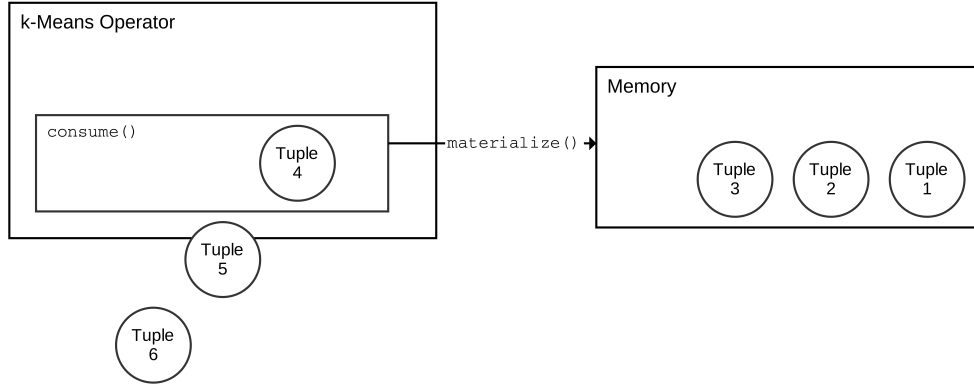 k-Means Operator
consume()
Tuple
4
materialize()
Memory
Tuple
3
Tuple
2
Tuple
1
Tuple
5
Tuple
6